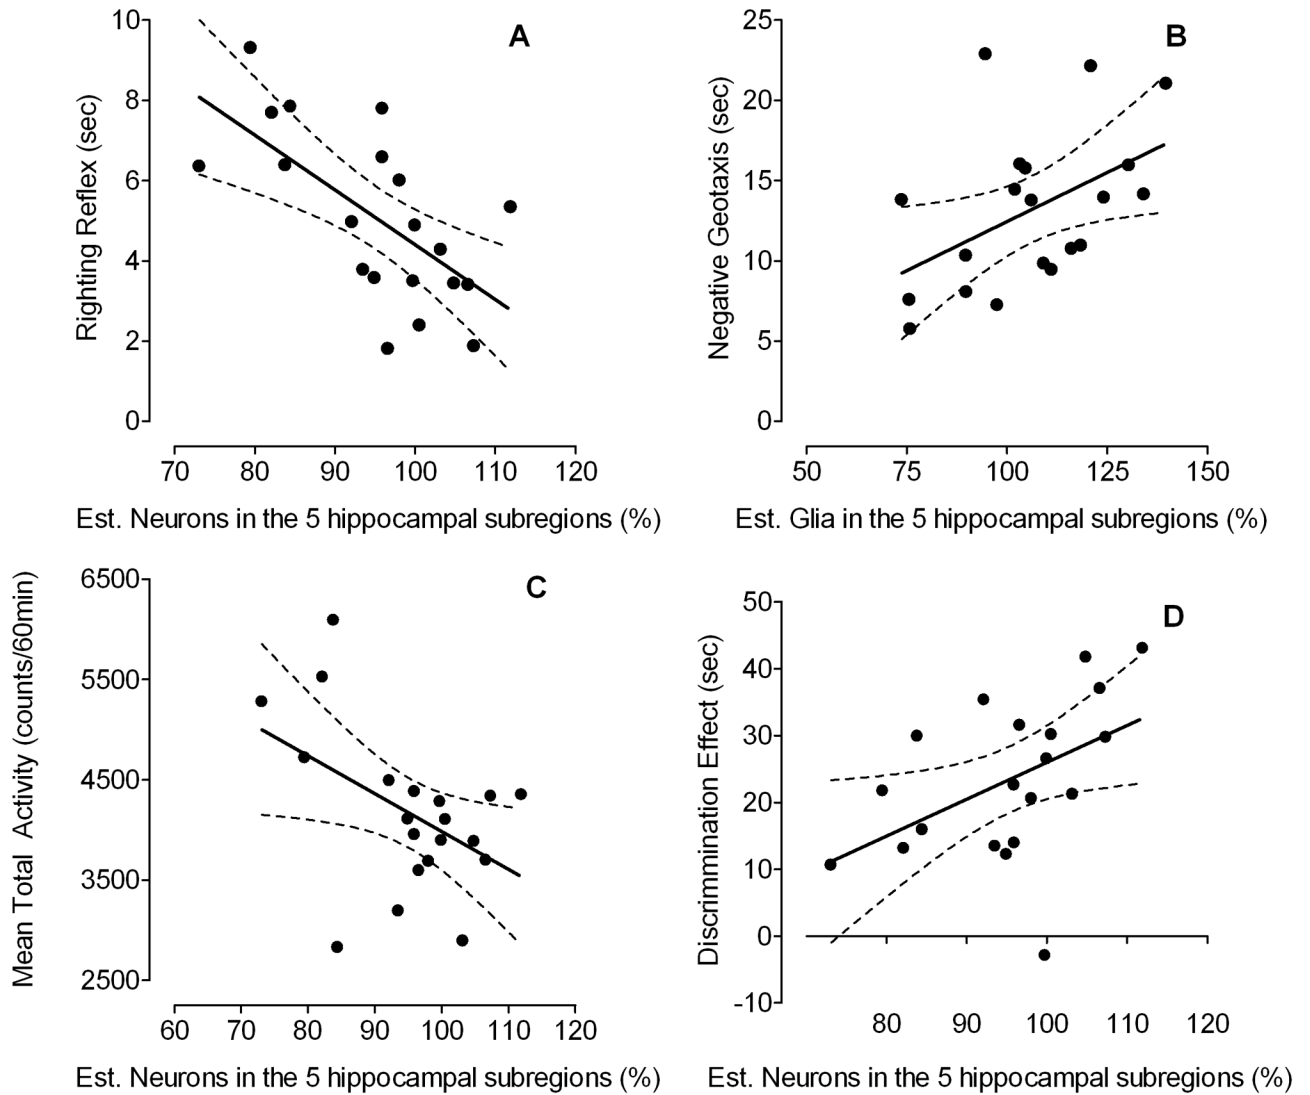 A
Righting Reflex (sec)
10
8
6
4
2
0
70 80 90 100 110 120
Est. Neurons in the 5 hippocampal subregions (%)
B
Negative Geotaxis (sec)
25
20
15
10
5
0
50 75 100 125 150
Est. Glia in the 5 hippocampal subregions (%)
C
Mean Total Activity (counts/60min)
6500
5500
4500
3500
2500
60 70 80 90 100 110 120
Est. Neurons in the 5 hippocampal subregions (%)
D
Discrimmination Effect (sec)
50
40
30
20
10
0
-10
80 90 100 110 120
Est. Neurons in the 5 hippocampal subregions (%)